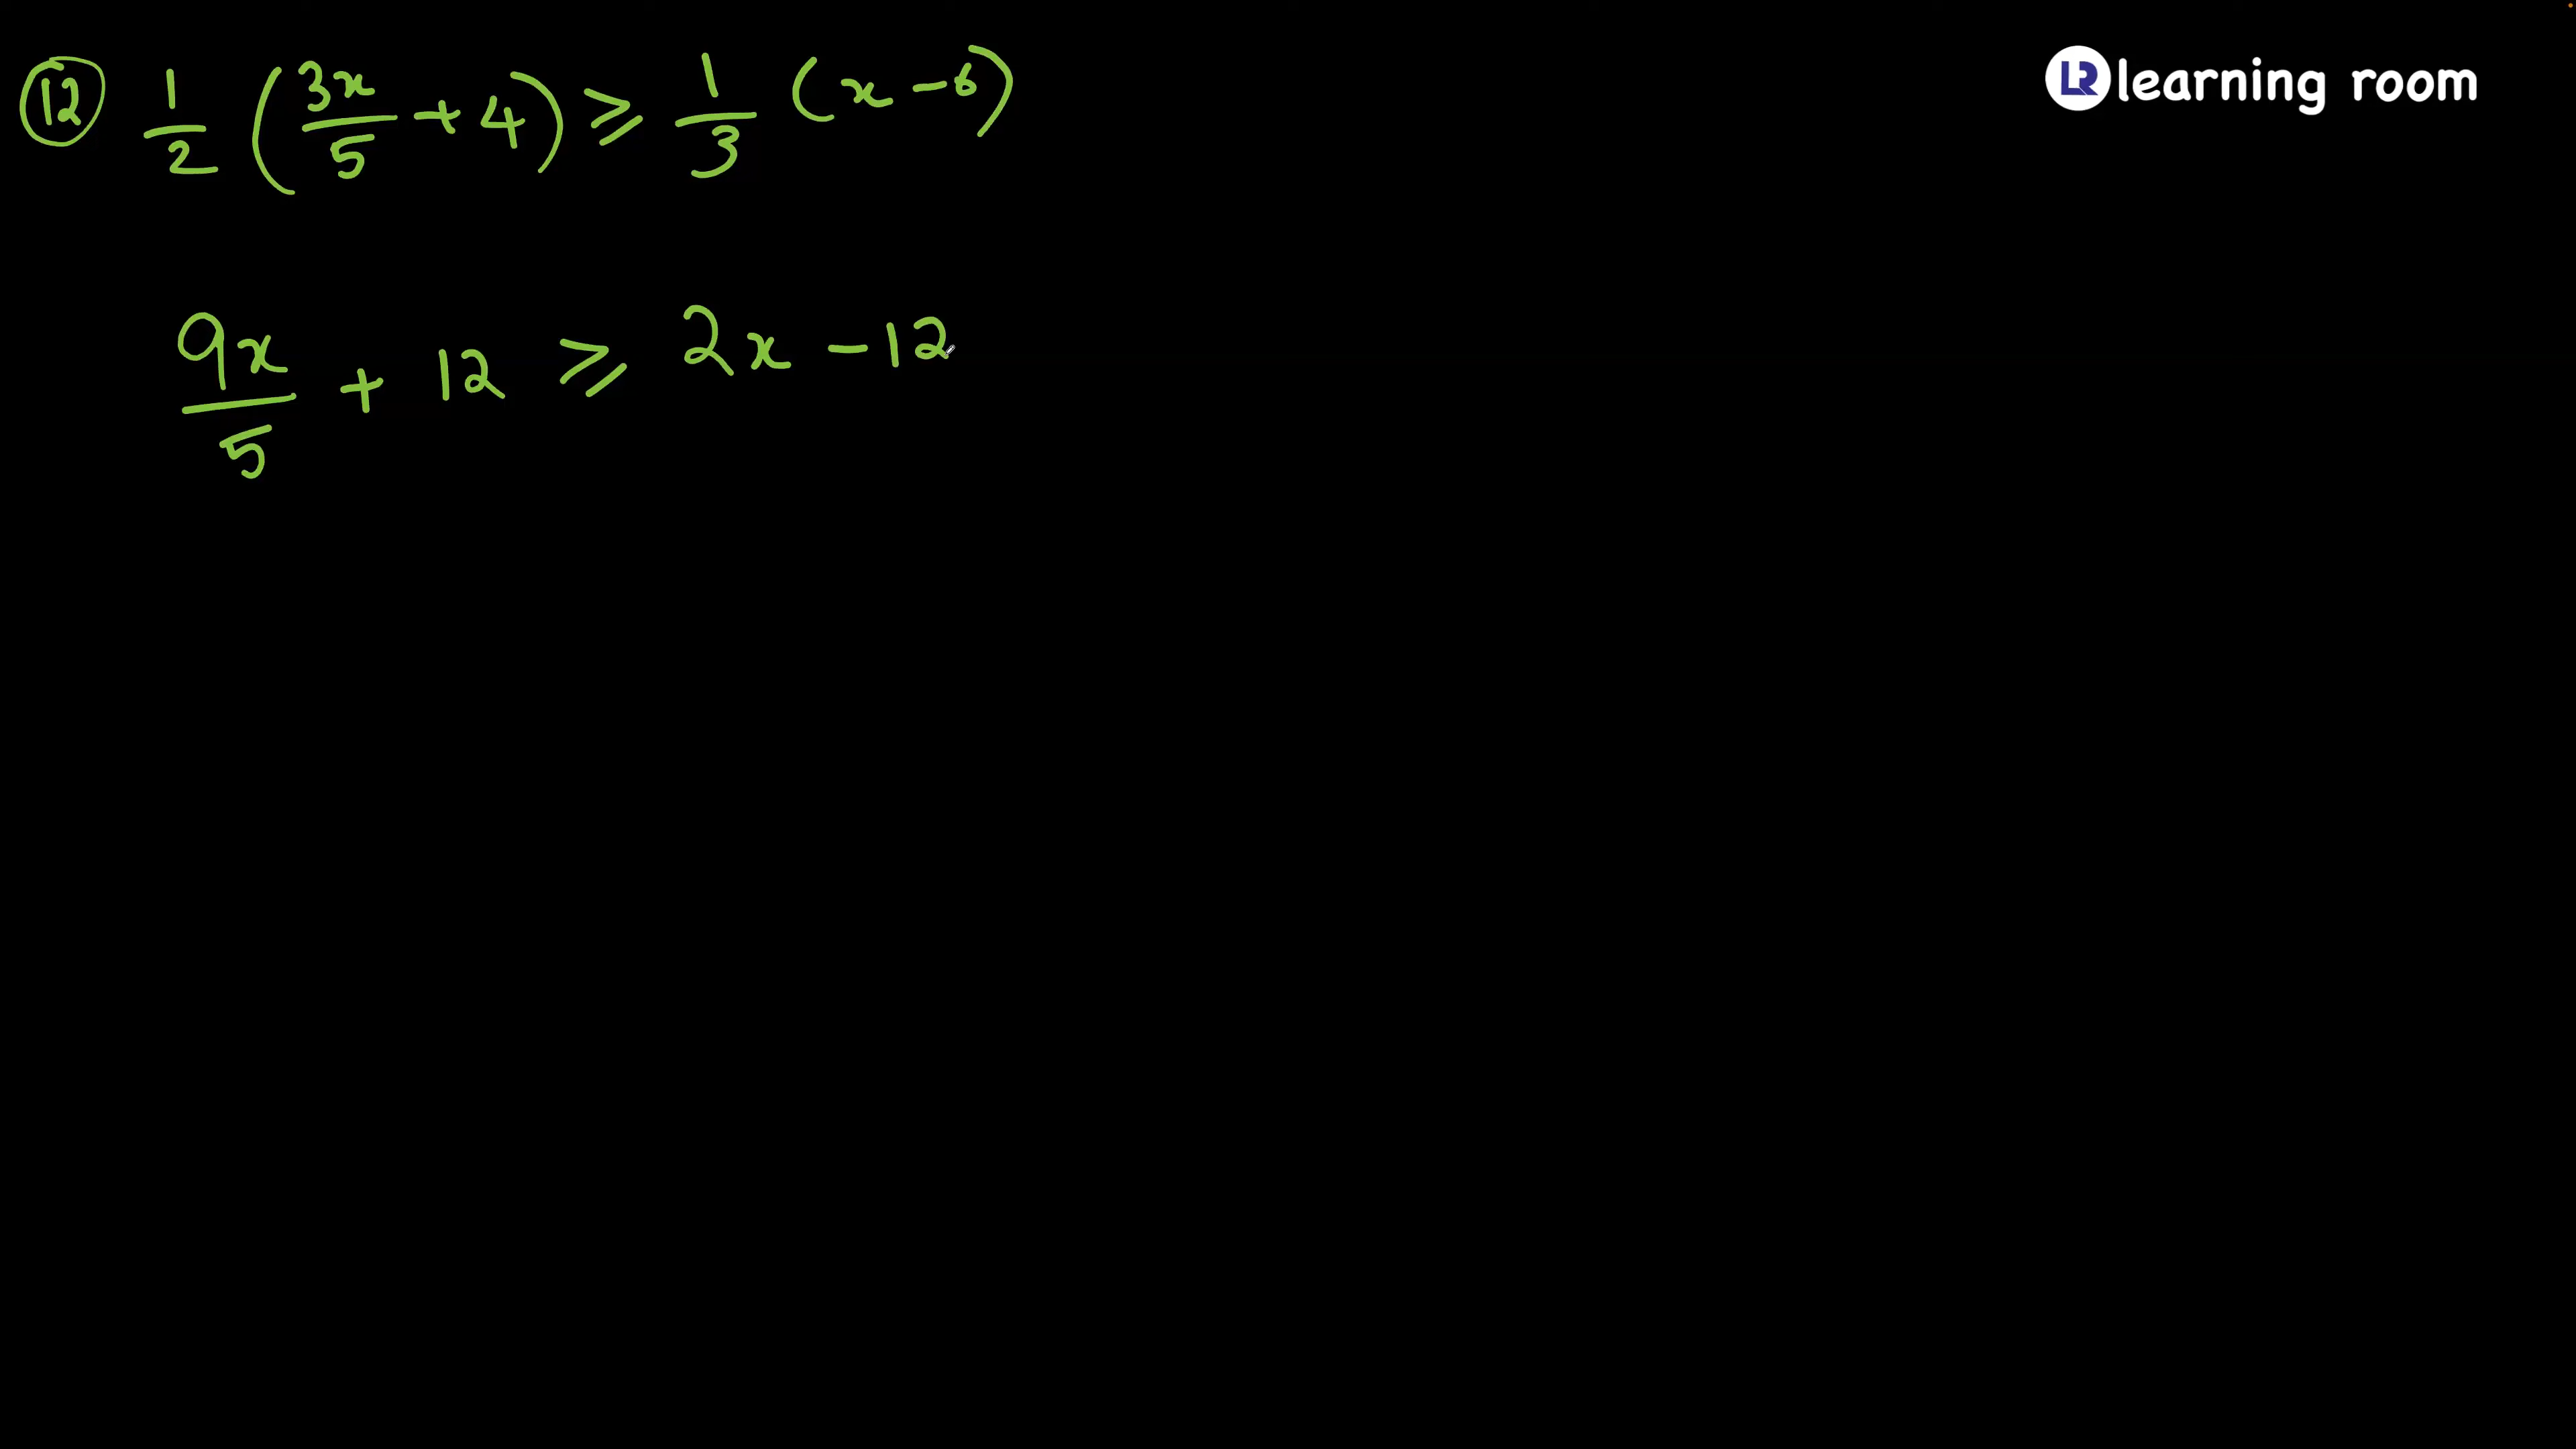 ⑫ 1/2 (3x/5 + 4) ≥ 1/3 (x - 6)
learning room
9x/5 + 12 ≥ 2x - 12